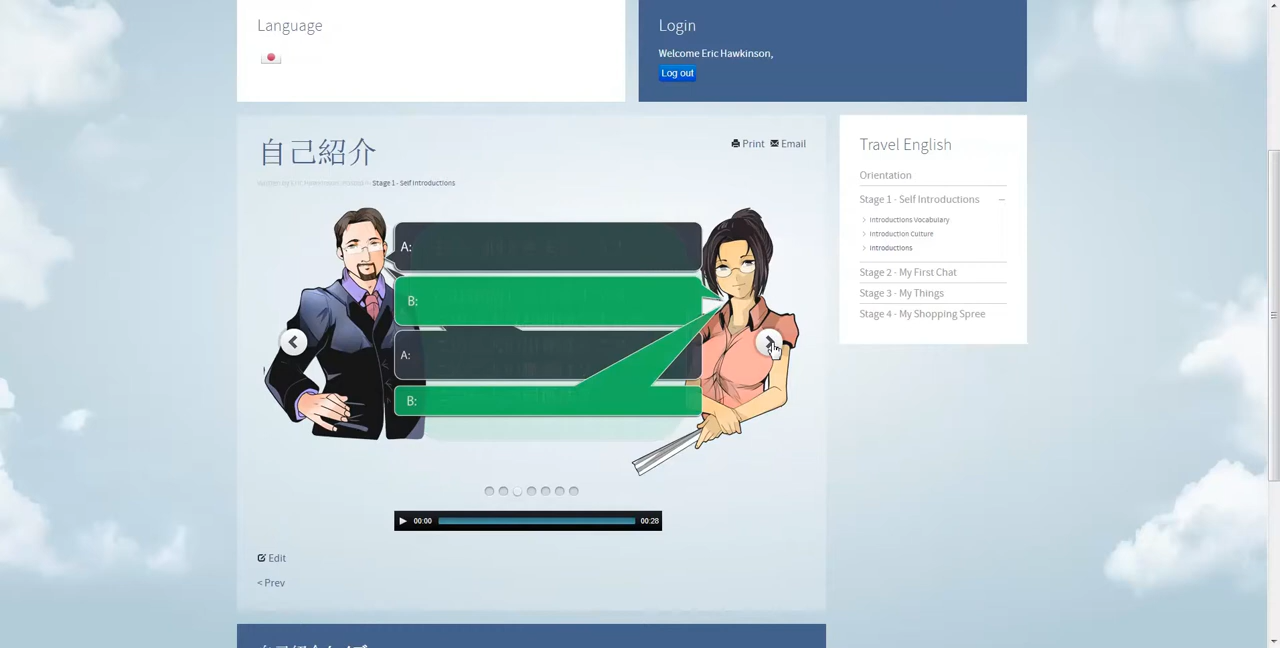 Language
Login
Welcome Eric Hawkinson,
Log out
自己紹介
Print Email
Stage 1 - Self Introductions
A:
B:
A:
B:
00:00 00:28
Edit
< Prev
Travel English
Orientation
Stage 1 - Self Introductions
Introductions Vocabulary
Introduction Culture
Introductions
Stage 2 - My First Chat
Stage 3 - My Things
Stage 4 - My Shopping Spree